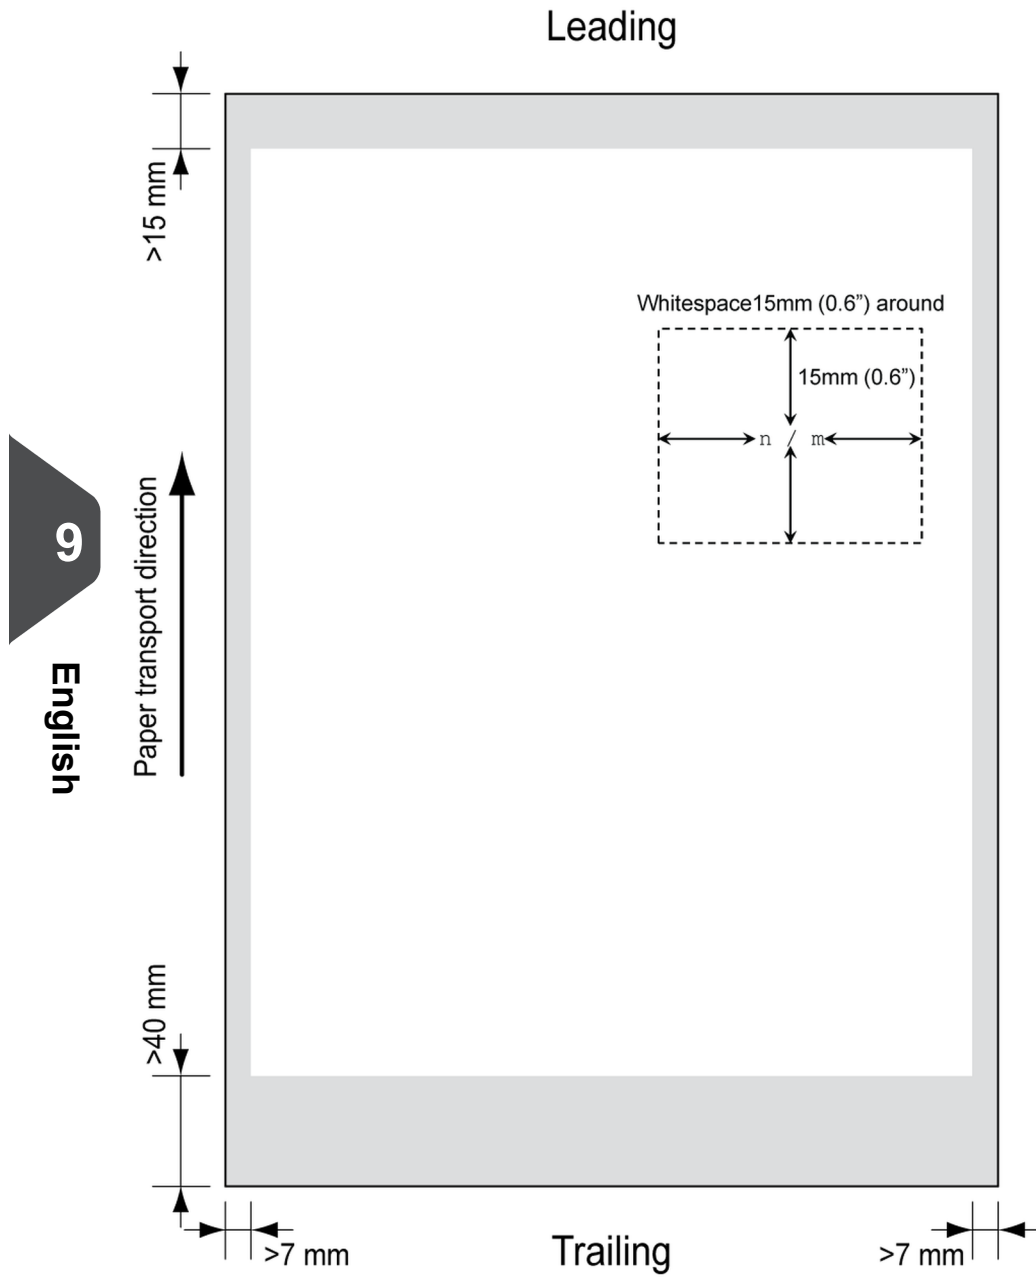 Leading
>15 mm
Whitespace15mm (0.6”) around
15mm (0.6”)
n / m
9
Paper transport direction
English
>40 mm
>7 mm
Trailing
>7 mm